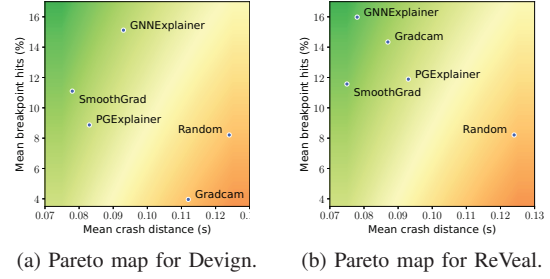 16
14
12
10
8
6
4
Mean breakpoint hits (%)
GNNExplainer
SmoothGrad
PGExplainer
Random
Gradcam
0.07 0.08 0.09 0.10 0.11 0.12 0.1
Mean crash distance (s)
(a) Pareto map for Devign.
16
14
12
10
8
6
4
Mean breakpoint hits (%)
GNNExplainer
Gradcam
PGExplainer
SmoothGrad
Random
0.07 0.08 0.09 0.10 0.11 0.12 0.13
Mean crash distance (s)
(b) Pareto map for ReVeal.